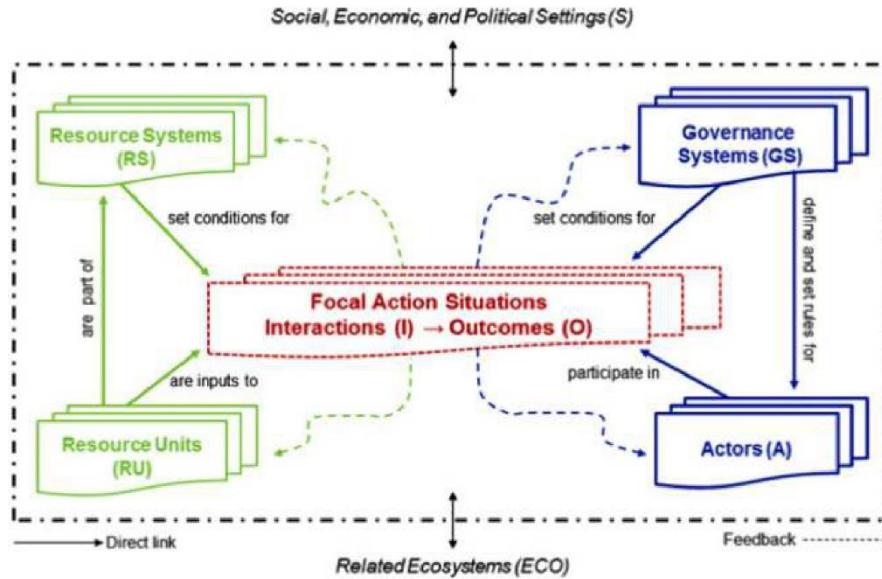 Social, Economic, and Political Settings (S)
Resource Systems
(RS)
Governance
Systems (GS)
set conditions for
set conditions for
are part of
define and set rules for
Focal Action Situations
Interactions (I) → Outcomes (O)
are inputs to
participate in
Resource Units
(RU)
Actors (A)
Direct link
Feedback
Related Ecosystems (ECO)